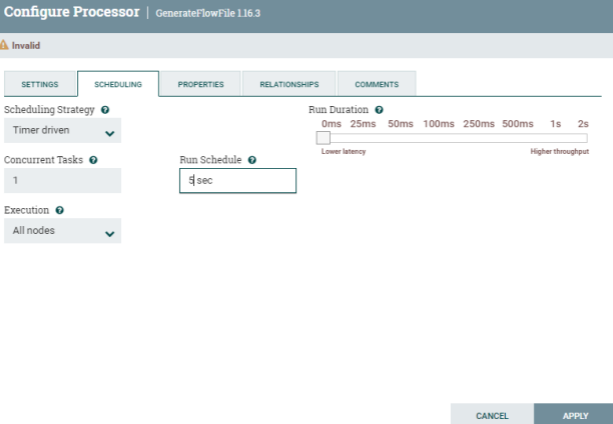 Configure Processor | GenerateFlowFile 1.16.3
Invalid
SETTINGS SCHEDULING PROPERTIES RELATIONSHIPS COMMENTS
Scheduling Strategy Run Duration
Timer driven 0ms 25ms 50ms 100ms 250ms 500ms 1s 2s
Lower latency Higher throughput
Concurrent Tasks Run Schedule
1 5 sec
Execution
All nodes
CANCEL APPLY